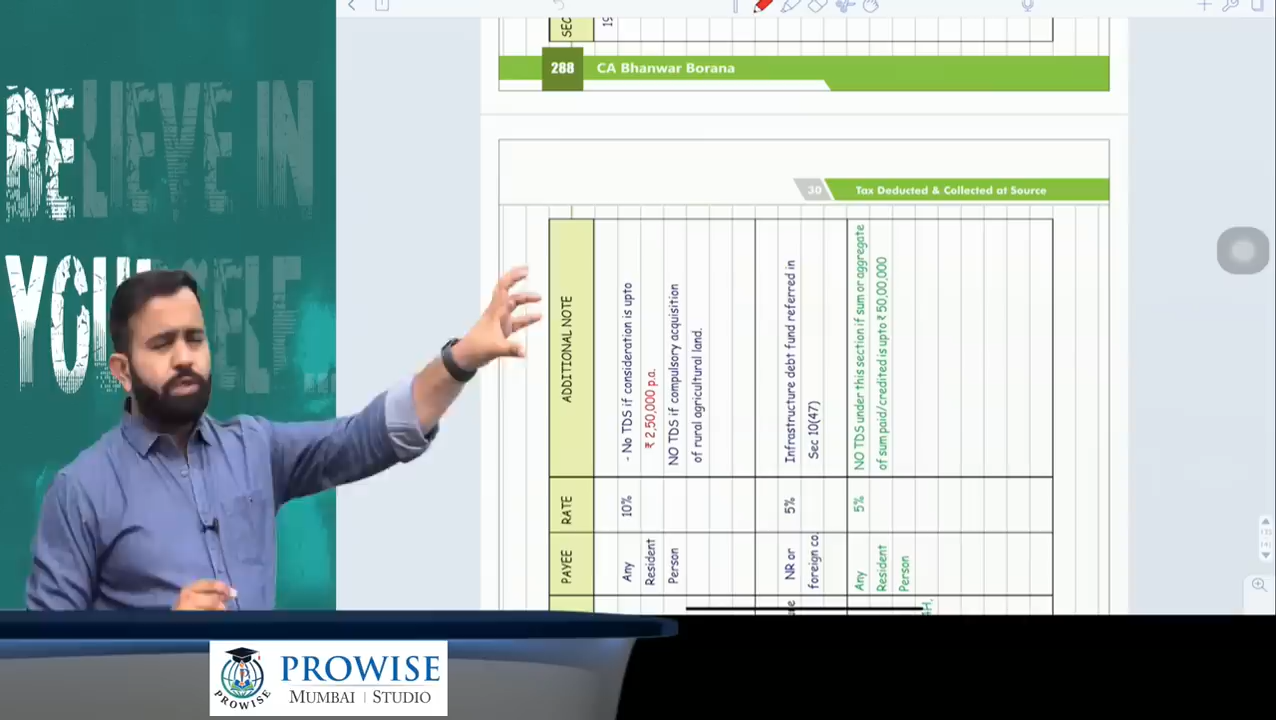 BELIEVE IN
SEC
288
CA Bhanwar Borana
30
Tax Deducted & Collected at Source
ADDITIONAL NOTE
- No TDS if consideration is upto
₹ 2,50,000 p.a.
NO TDS if compulsory acquisition
of rural agricultural land.
Infrastructure debt fund referred in
Sec 10(47)
NO TDS under this section if sum or aggregate
of sum paid/credited is upto ₹ 50,00,000
RATE
10%
5%
5%
PAYEE
Any
Resident
Person
NR or
foreign co.
Any
Resident
Person
PROWISE
PROWISE
MUMBAI | STUDIO